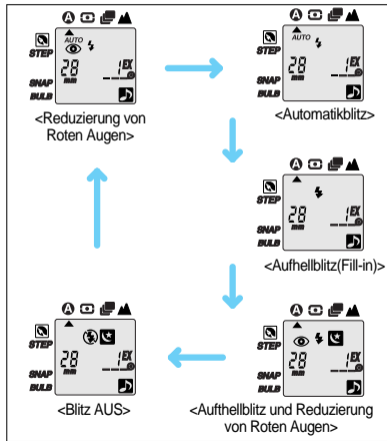 A
A
AUTO
AUTO
STEP
STEP
28 mm 1EX
28 mm 1EX
SNAP
SNAP
BULB
BULB
<Reduzierung von
Roten Augen>
<Automatikblitz>
A
STEP
28 mm 1EX
SNAP
BULB
<Aufhellblitz(Fill-in)>
A
A
STEP
STEP
28 mm 1EX
28 mm 1EX
SNAP
SNAP
BULB
BULB
<Blitz AUS>
<Aufthellblitz und Reduzierung
von Roten Augen>